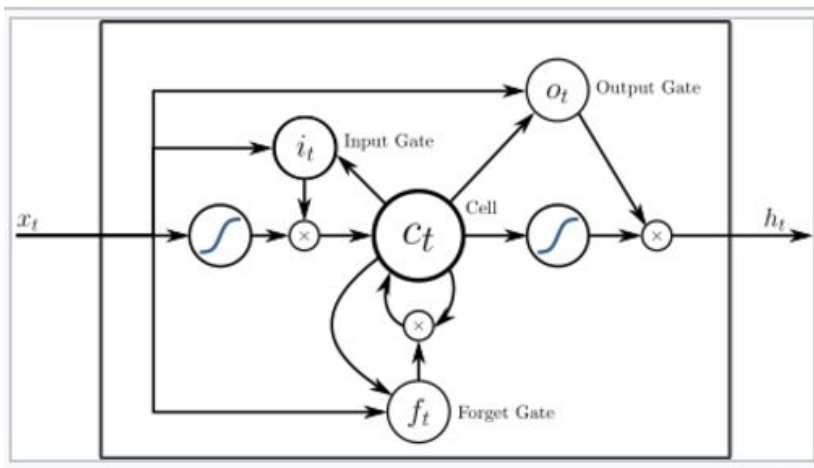 o_t Output Gate
i_t Input Gate
x_t
×
c_t
Cell
×
h_t
×
f_t Forget Gate